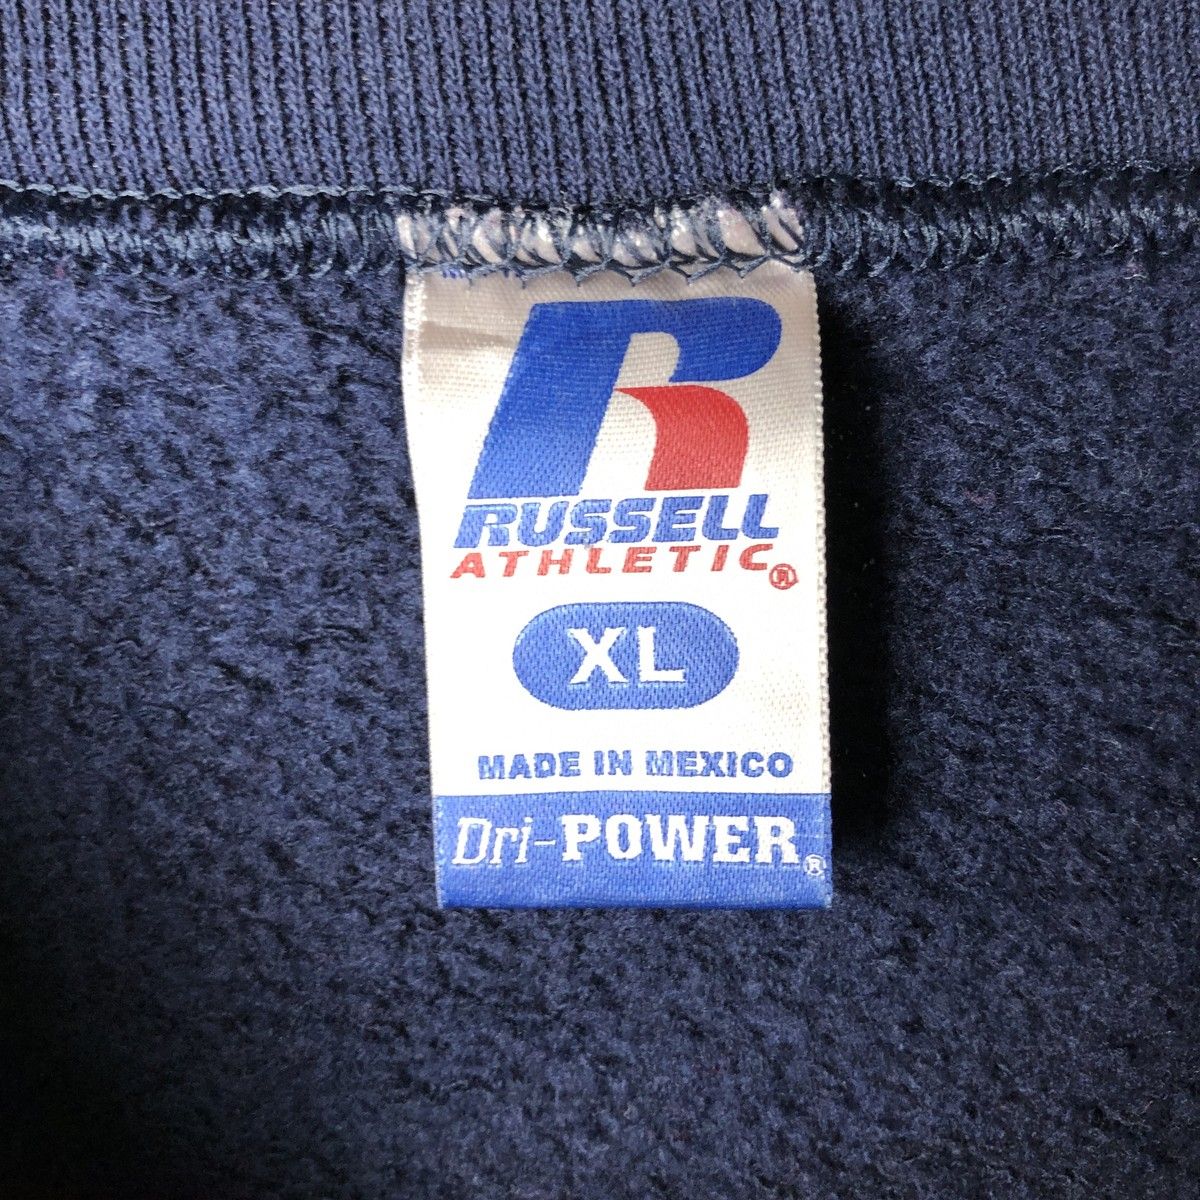 R
RUSSELL
ATHLETIC®
XL
MADE IN MEXICO
Dri-POWER®